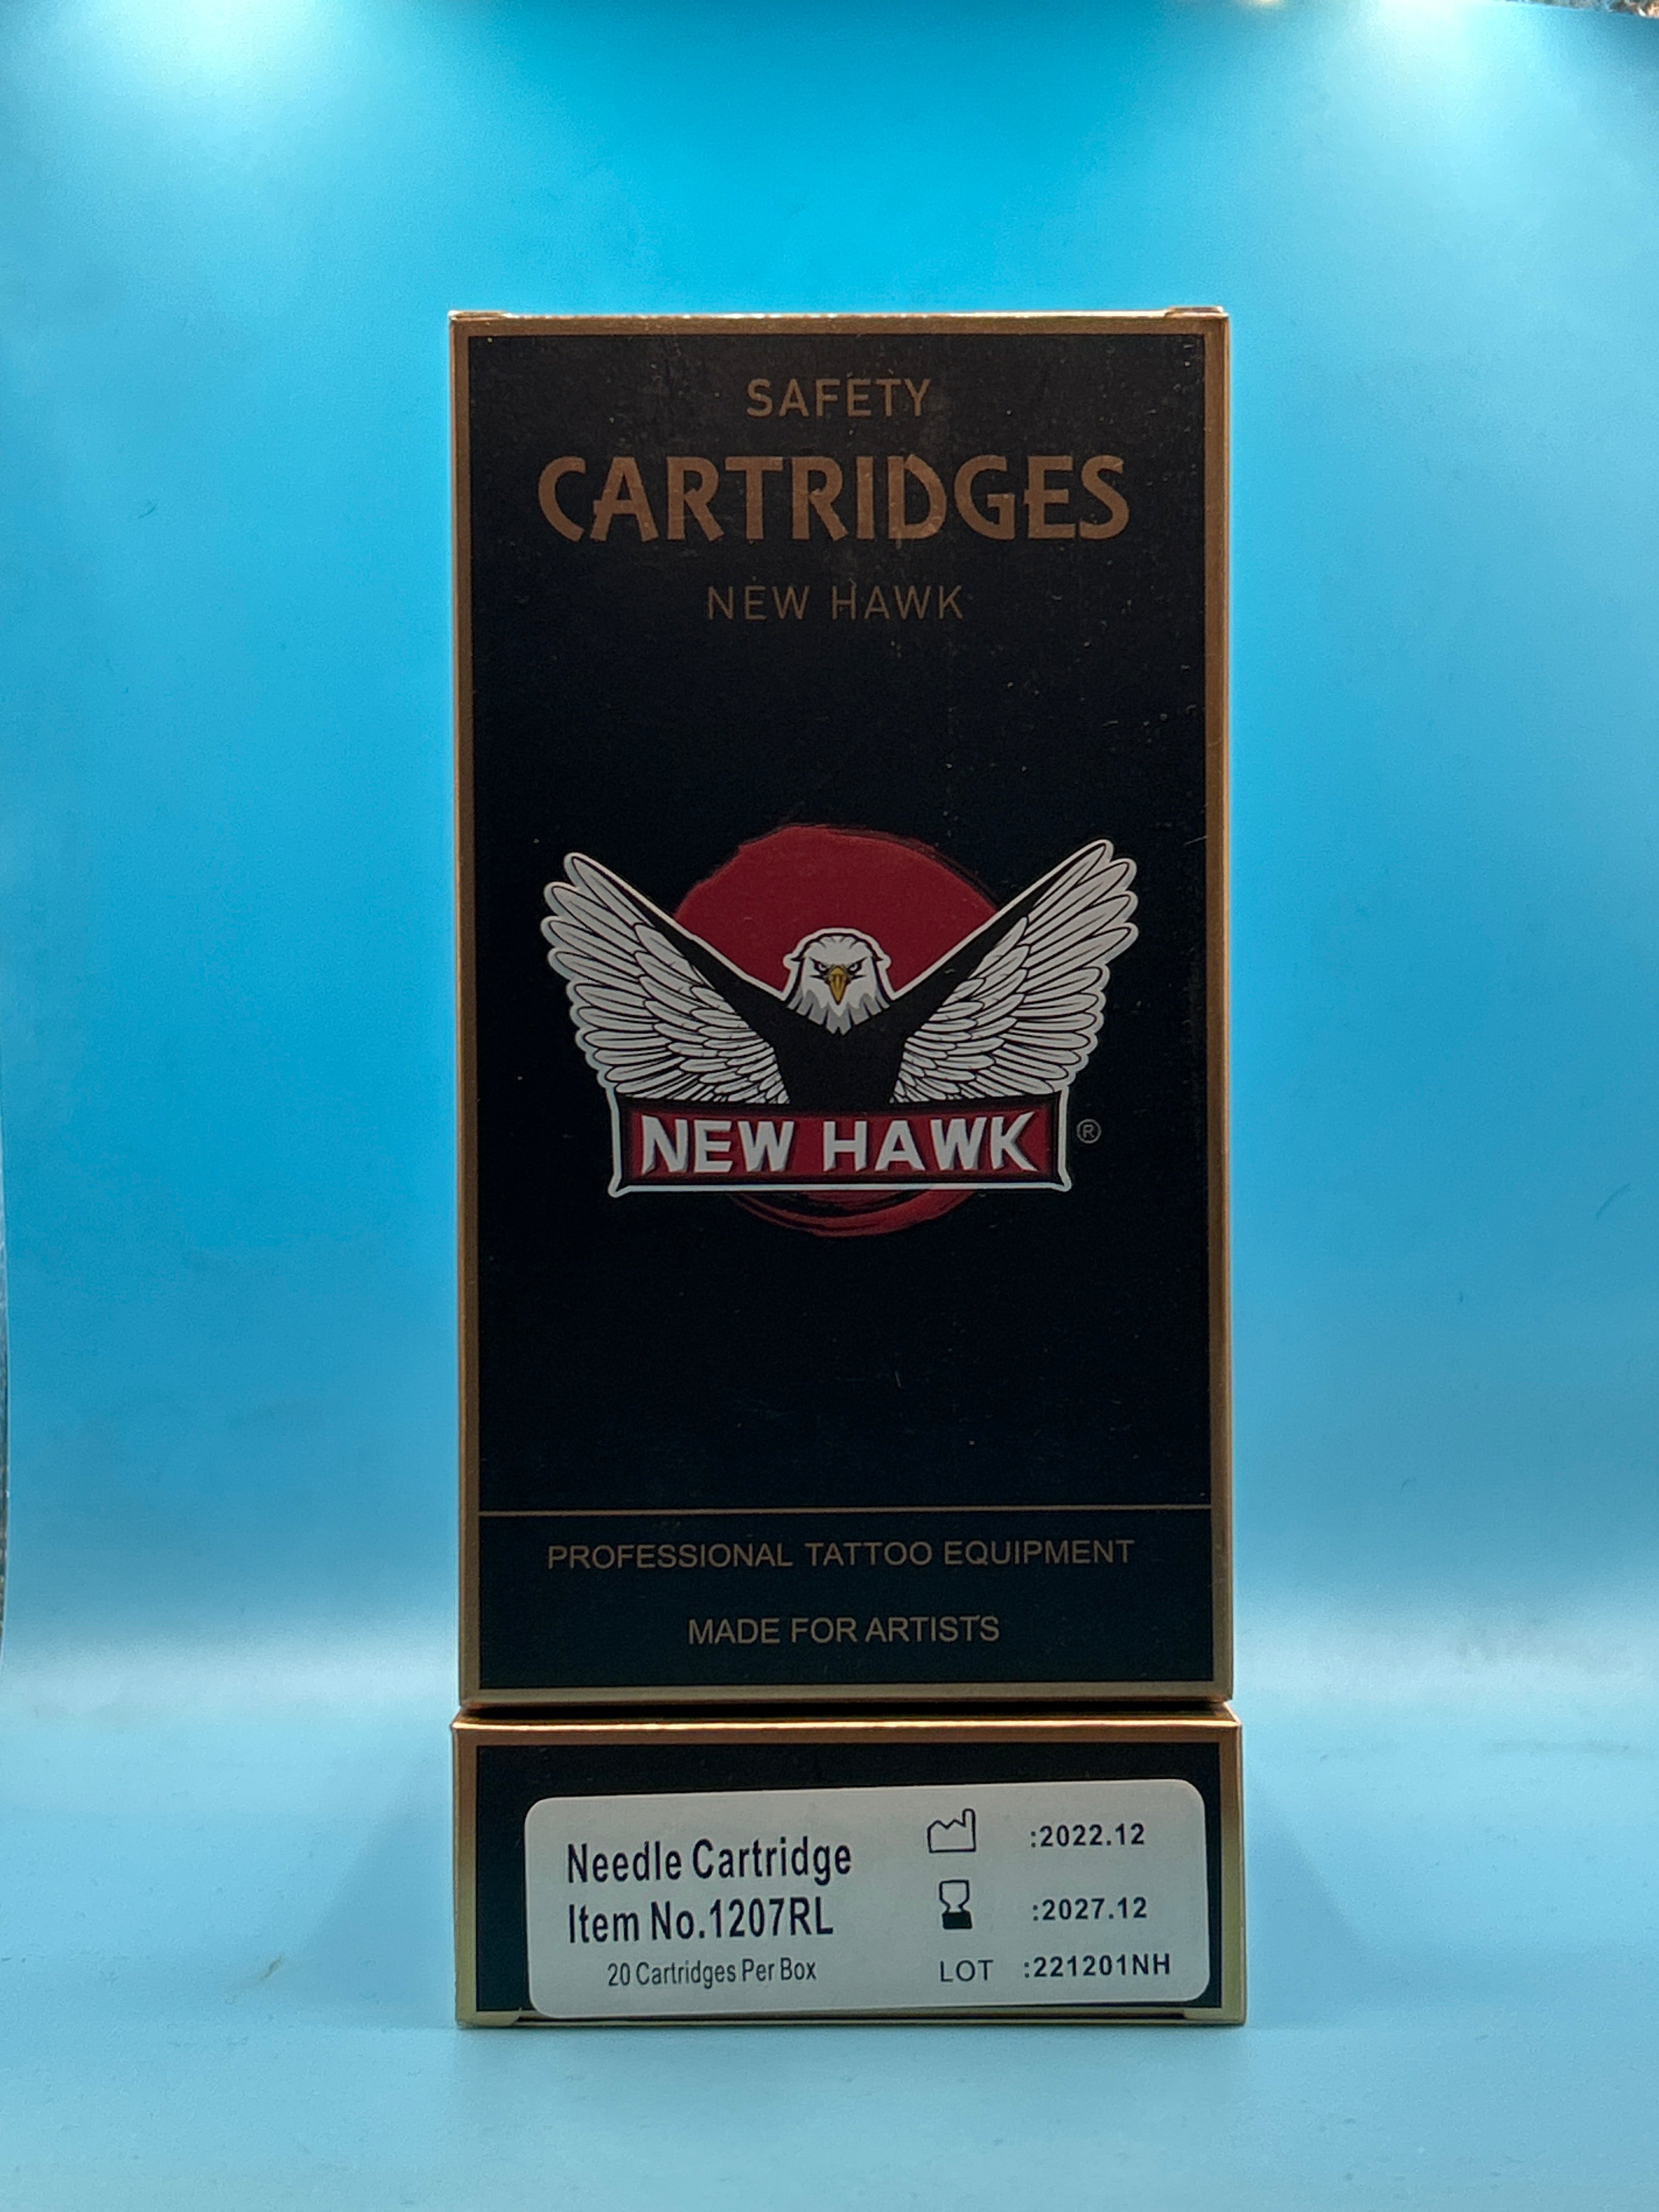 SAFETY
CARTRIDGES
NEW HAWK
NEW HAWK ®
PROFESSIONAL TATTOO EQUIPMENT
MADE FOR ARTISTS
Needle Cartridge
Item No.1207RL
20 Cartridges Per Box
:2022.12
:2027.12
LOT :221201NH